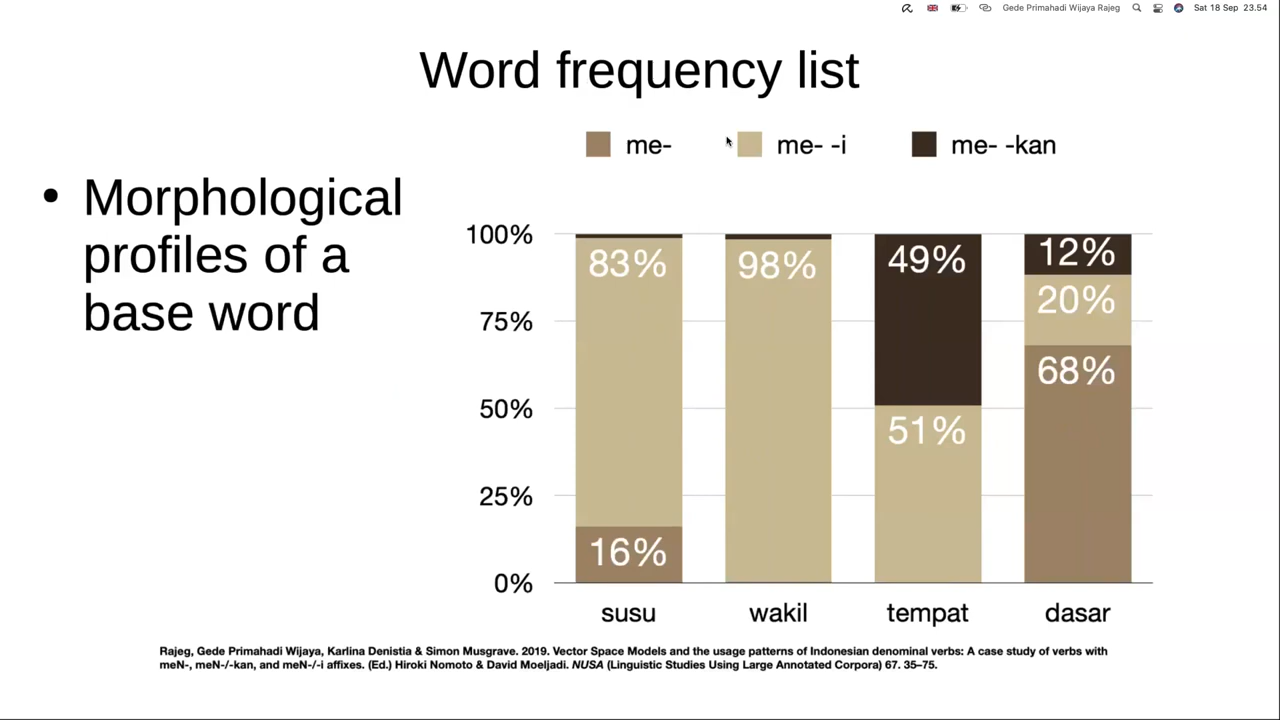 Gede Primahadi Wijaya Rajeg
Sat 18 Sep 23.54
Word frequency list
me-
me- -i
me- -kan
• Morphological
profiles of a
base word
100%
75%
50%
25%
0%
83%
16%
98%
49%
51%
12%
20%
68%
susu
wakil
tempat
dasar
Rajeg, Gede Primahadi Wijaya, Karlina Denistia & Simon Musgrave. 2019. Vector Space Models and the usage patterns of Indonesian denominal verbs: A case study of verbs with
meN-, meN-/-kan, and meN-/-i affixes. (Ed.) Hiroki Nomoto & David Moeljadi. NUSA (Linguistic Studies Using Large Annotated Corpora) 67. 35–75.